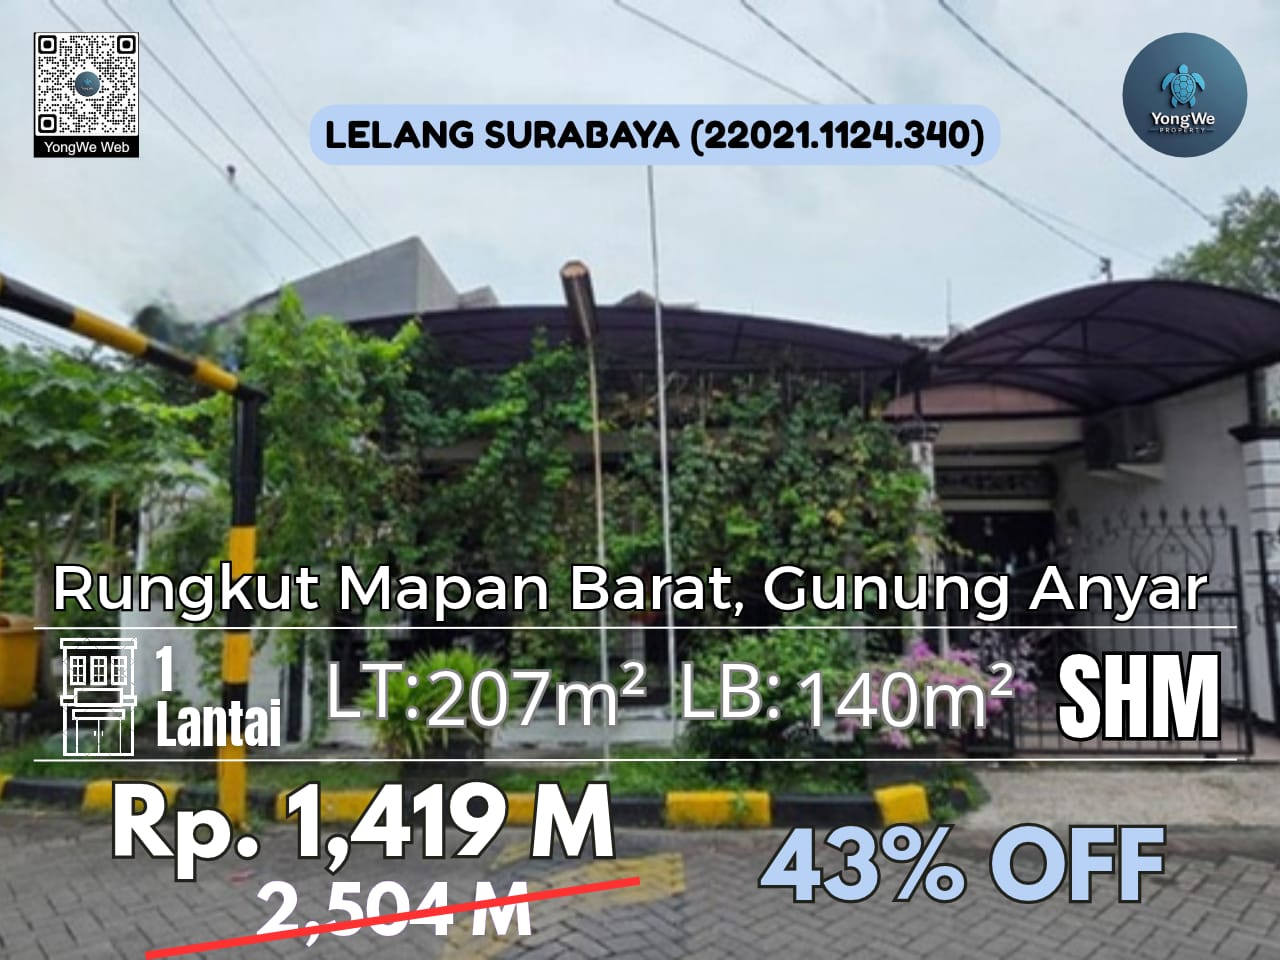 YongWe Web
LELANG SURABAYA (22021.1124.340)
YongWe
PROPERTY
Rungkut Mapan Barat, Gunung Anyar
1
Lantai
LT: 207m²
LB: 140m²
SHM
Rp. 1,419 M
2,504 M
43% OFF